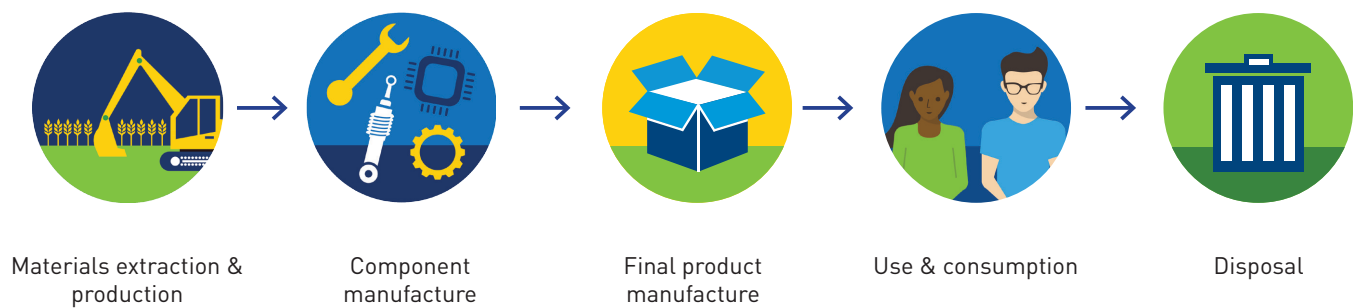 Materials extraction &
production
Component
manufacture
Final product
manufacture
Use & consumption
Disposal